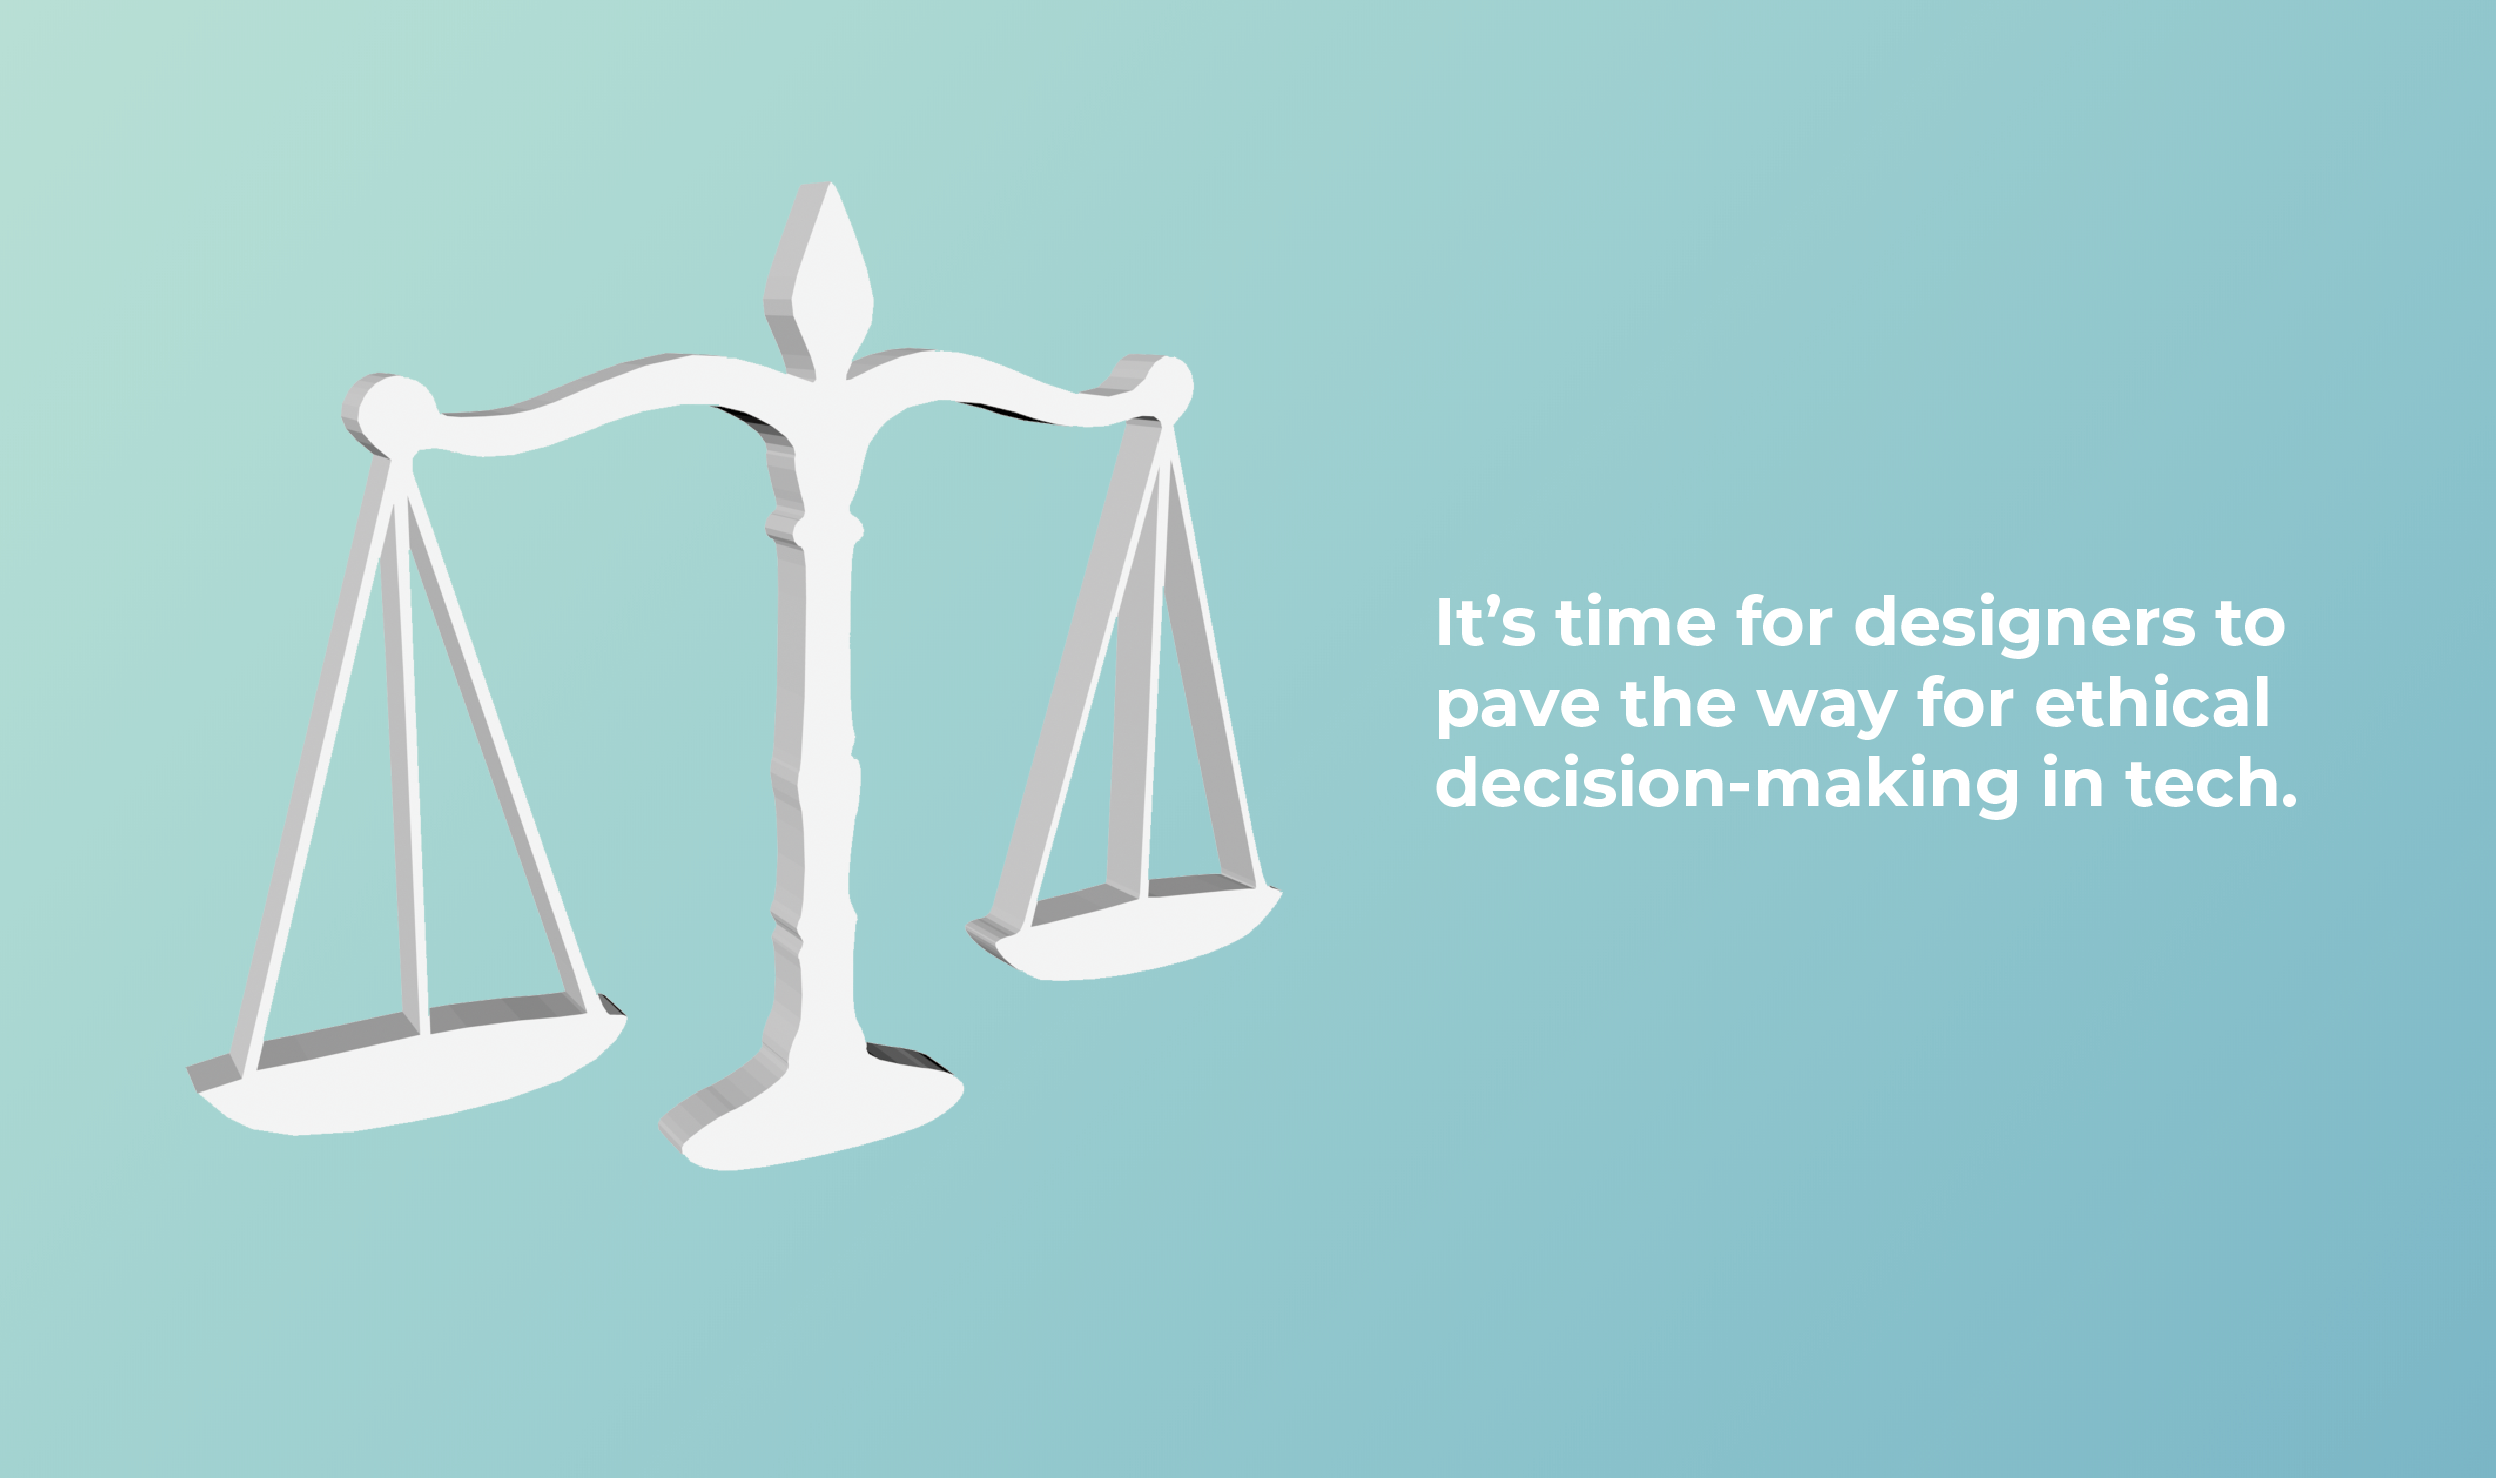 It’s time for designers to
pave the way for ethical
decision-making in tech.